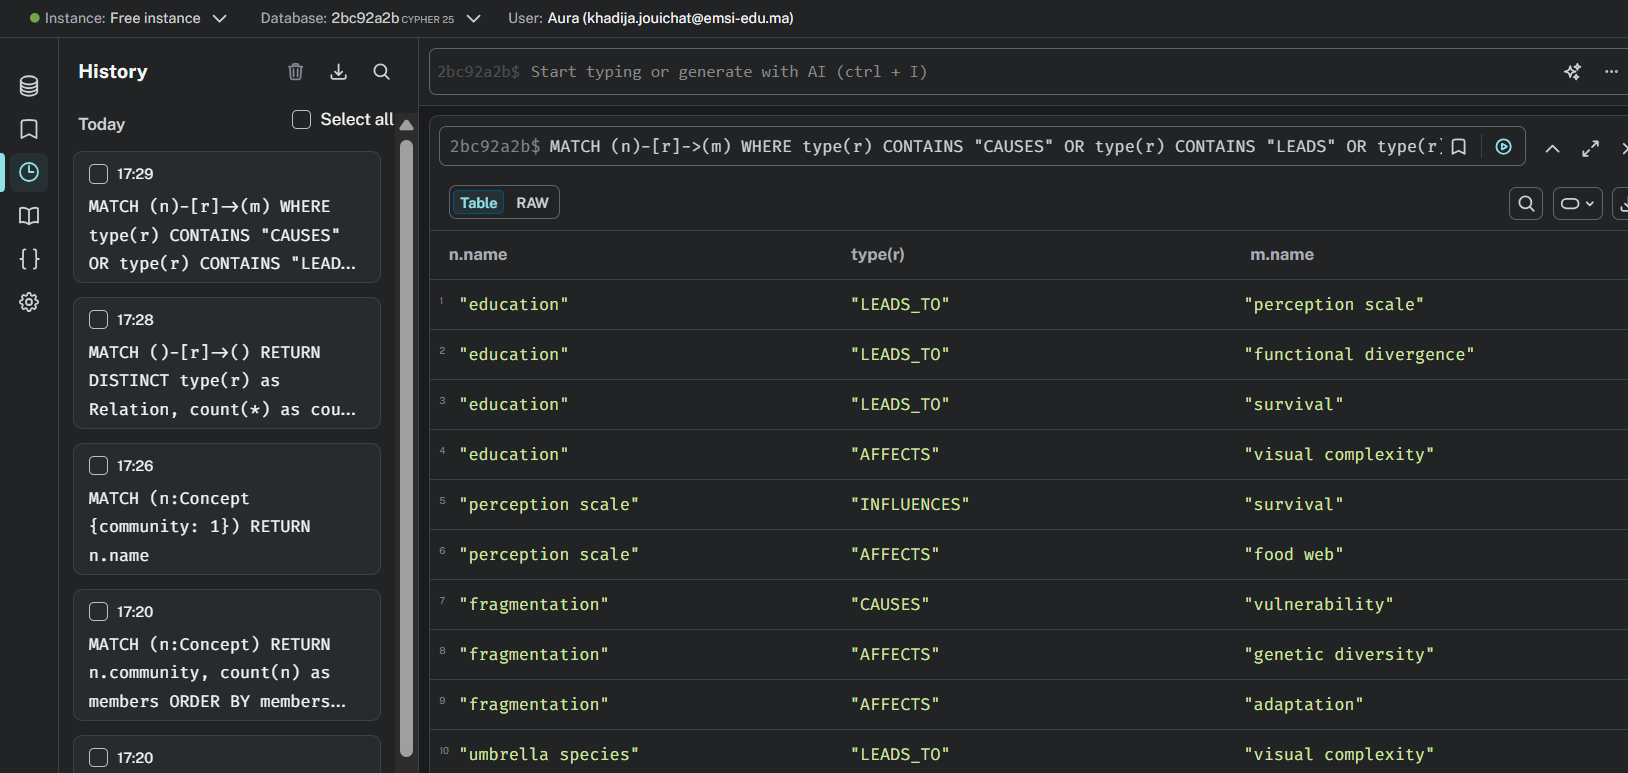 Instance: Free instance
Database: 2bc92a2b CYPHER 25
User: Aura (khadija.jouichat@emsi-edu.ma)
History
Today
Select all
17:29
MATCH (n)-[r]->(m) WHERE
type(r) CONTAINS "CAUSES"
OR type(r) CONTAINS "LEAD...
17:28
MATCH ()-[r]->() RETURN
DISTINCT type(r) as
Relation, count(*) as cou...
17:26
MATCH (n:Concept
{community: 1}) RETURN
n.name
17:20
MATCH (n:Concept) RETURN
n.community, count(n) as
members ORDER BY members...
17:20
2bc92a2b$ Start typing or generate with AI (ctrl + I)
2bc92a2b$ MATCH (n)-[r]->(m) WHERE type(r) CONTAINS "CAUSES" OR type(r) CONTAINS "LEADS" OR type(r)
Table RAW
n.name type(r) m.name
1 "education" "LEADS_TO" "perception scale"
2 "education" "LEADS_TO" "functional divergence"
3 "education" "LEADS_TO" "survival"
4 "education" "AFFECTS" "visual complexity"
5 "perception scale" "INFLUENCES" "survival"
6 "perception scale" "AFFECTS" "food web"
7 "fragmentation" "CAUSES" "vulnerability"
8 "fragmentation" "AFFECTS" "genetic diversity"
9 "fragmentation" "AFFECTS" "adaptation"
10 "umbrella species" "LEADS_TO" "visual complexity"